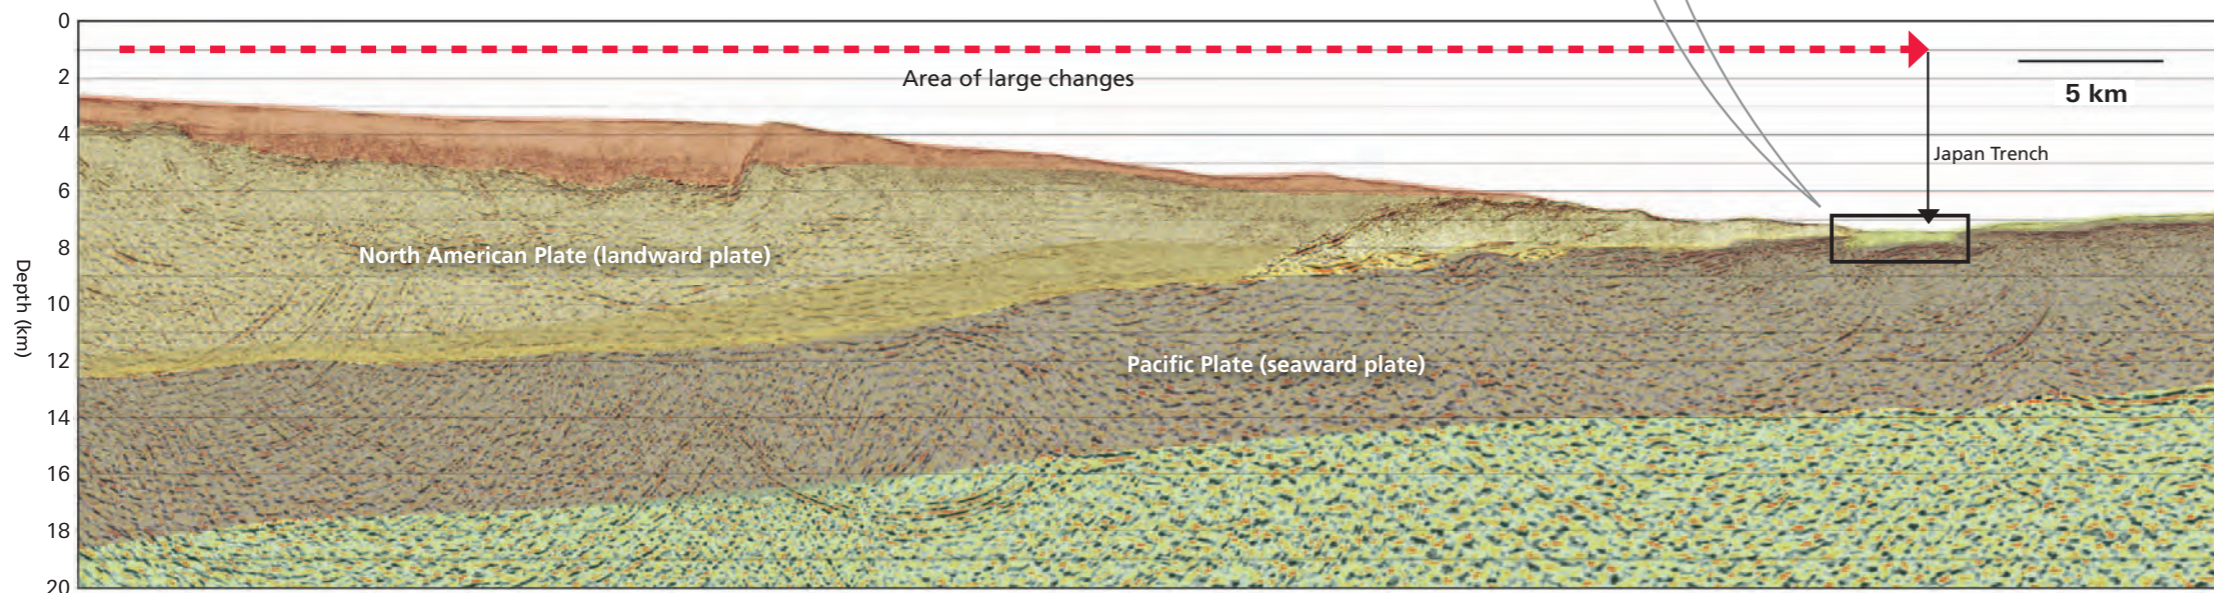 0
2
4
6
8
10
12
14
16
18
20
Depth (km)
Area of large changes
5 km
Japan Trench
North American Plate (landward plate)
Pacific Plate (seaward plate)